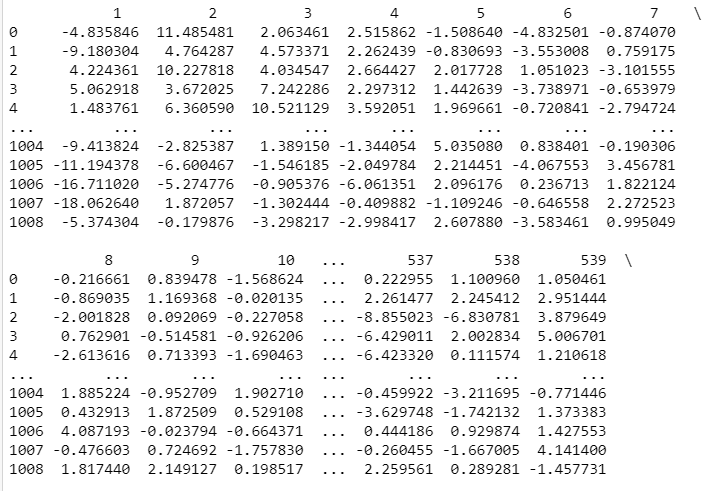 1 2 3 4 5 6 7 \
0 -4.835846 11.485481 2.063461 2.515862 -1.508640 -4.832501 -0.874070
1 -9.180304 4.764287 4.573371 2.262439 -0.830693 -3.553008 0.759175
2 4.224361 10.227818 4.034547 2.664427 2.017728 1.051023 -3.101555
3 5.062918 3.672025 7.242286 2.297312 1.442639 -3.738971 -0.653979
4 1.483761 6.360590 10.521129 3.592051 1.969661 -0.720841 -2.794724
... ... ... ... ... ... ... ...
1004 -9.413824 -2.825387 1.389150 -1.344054 5.035080 0.838401 -0.190306
1005 -11.194378 -6.600467 -1.546185 -2.049784 2.214451 -4.067553 3.456781
1006 -16.711020 -5.274776 -0.905376 -6.061351 2.096176 0.236713 1.822124
1007 -18.062640 1.872057 -1.302444 -0.409882 -1.109246 -0.646558 2.272523
1008 -5.374304 -0.179876 -3.298217 -2.998417 2.607880 -3.583461 0.995049
8 9 10 ... 537 538 539 \
0 -0.216661 0.839478 -1.568624 ... 0.222955 1.100960 1.050461
1 -0.869035 1.169368 -0.020135 ... 2.261477 2.245412 2.951444
2 -2.001828 0.092069 -0.227058 ... -8.855023 -6.830781 3.879649
3 0.762901 -0.514581 -0.926206 ... -6.429011 2.002834 5.006701
4 -2.613616 0.713393 -1.690463 ... -6.423320 0.111574 1.210618
... ... ... ... ... ... ... ...
1004 1.885224 -0.952709 1.902710 ... -0.459922 -3.211695 -0.771446
1005 0.432913 1.872509 0.529108 ... -3.629748 -1.742132 1.373383
1006 4.087193 -0.023794 -0.664371 ... 0.444186 0.929874 1.427553
1007 -0.476603 0.724692 -1.757830 ... -0.260455 -1.667005 4.141400
1008 1.817440 2.149127 0.198517 ... 2.259561 0.289281 -1.457731